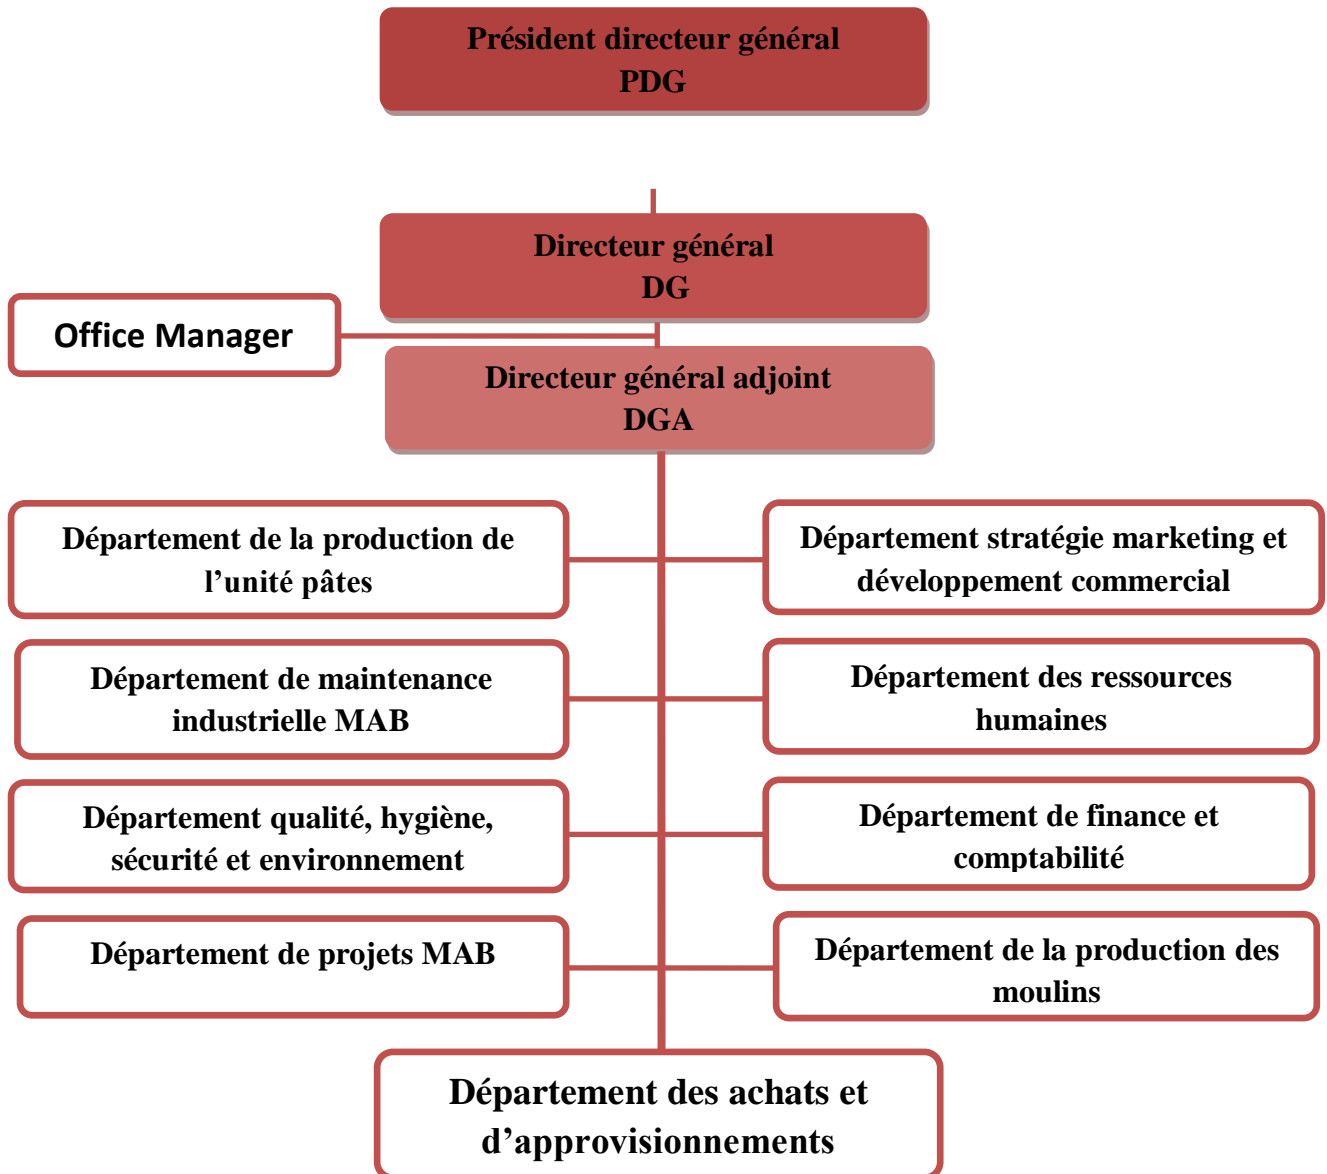 Président directeur général
PDG
Directeur général
DG
Office Manager
Directeur général adjoint
DGA
Département de la production de
l’unité pâtes
Département stratégie marketing et
développement commercial
Département de maintenance
industrielle MAB
Département des ressources
humaines
Département qualité, hygiène,
sécurité et environnement
Département de finance et
comptabilité
Département de projets MAB
Département de la production des
moulins
Département des achats et
d’approvisionnements